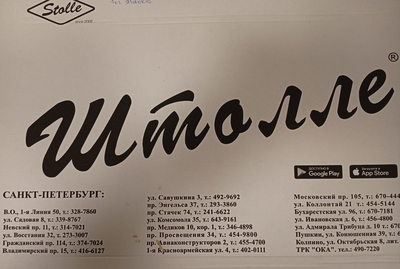 Stolle
Штолле
®
ДОСТУПНО В
Google Play
Загрузите в
App Store
САНКТ-ПЕТЕРБУРГ:
В.О., 1-я Линия 50, т.: 328-7860
ул. Садовая 8, т.: 339-8767
Невский пр. 11, т.: 314-7021
ул. Восстания 32, т.: 273-3007
Гражданский пр. 114, т.: 374-7024
Владимирский пр. 15, т.: 416-6127
ул. Савушкина 3, т.: 492-9692
пр. Энгельса 37, т.: 293-3860
пр. Стачек 74, т.: 241-6622
ул. Комсомола 35, т.: 643-9161
пр. Медиков 10, кор. 1, т.: 346-4898
пр. Просвещения 34, т.: 454-9800
пр. Авиаконструкторов 2, т.: 455-4700
1-я Красноармейская ул. 4, т.: 402-0111
Московский пр. 105, т.: 670-444
ул. Коллонтай 21, т.: 454-5144
Бухарестская ул. 96, т.: 670-7181
ул. Ивановская д. 6, т.: 456-4800
ул. Адмирала Трибуца д. 10 т.: 670
Пушкин, ул. Конюшенная 39, т.:
Колпино, ул. Октябрьская 8, лит.
ТРК "ОКА". тел.: 490-7220